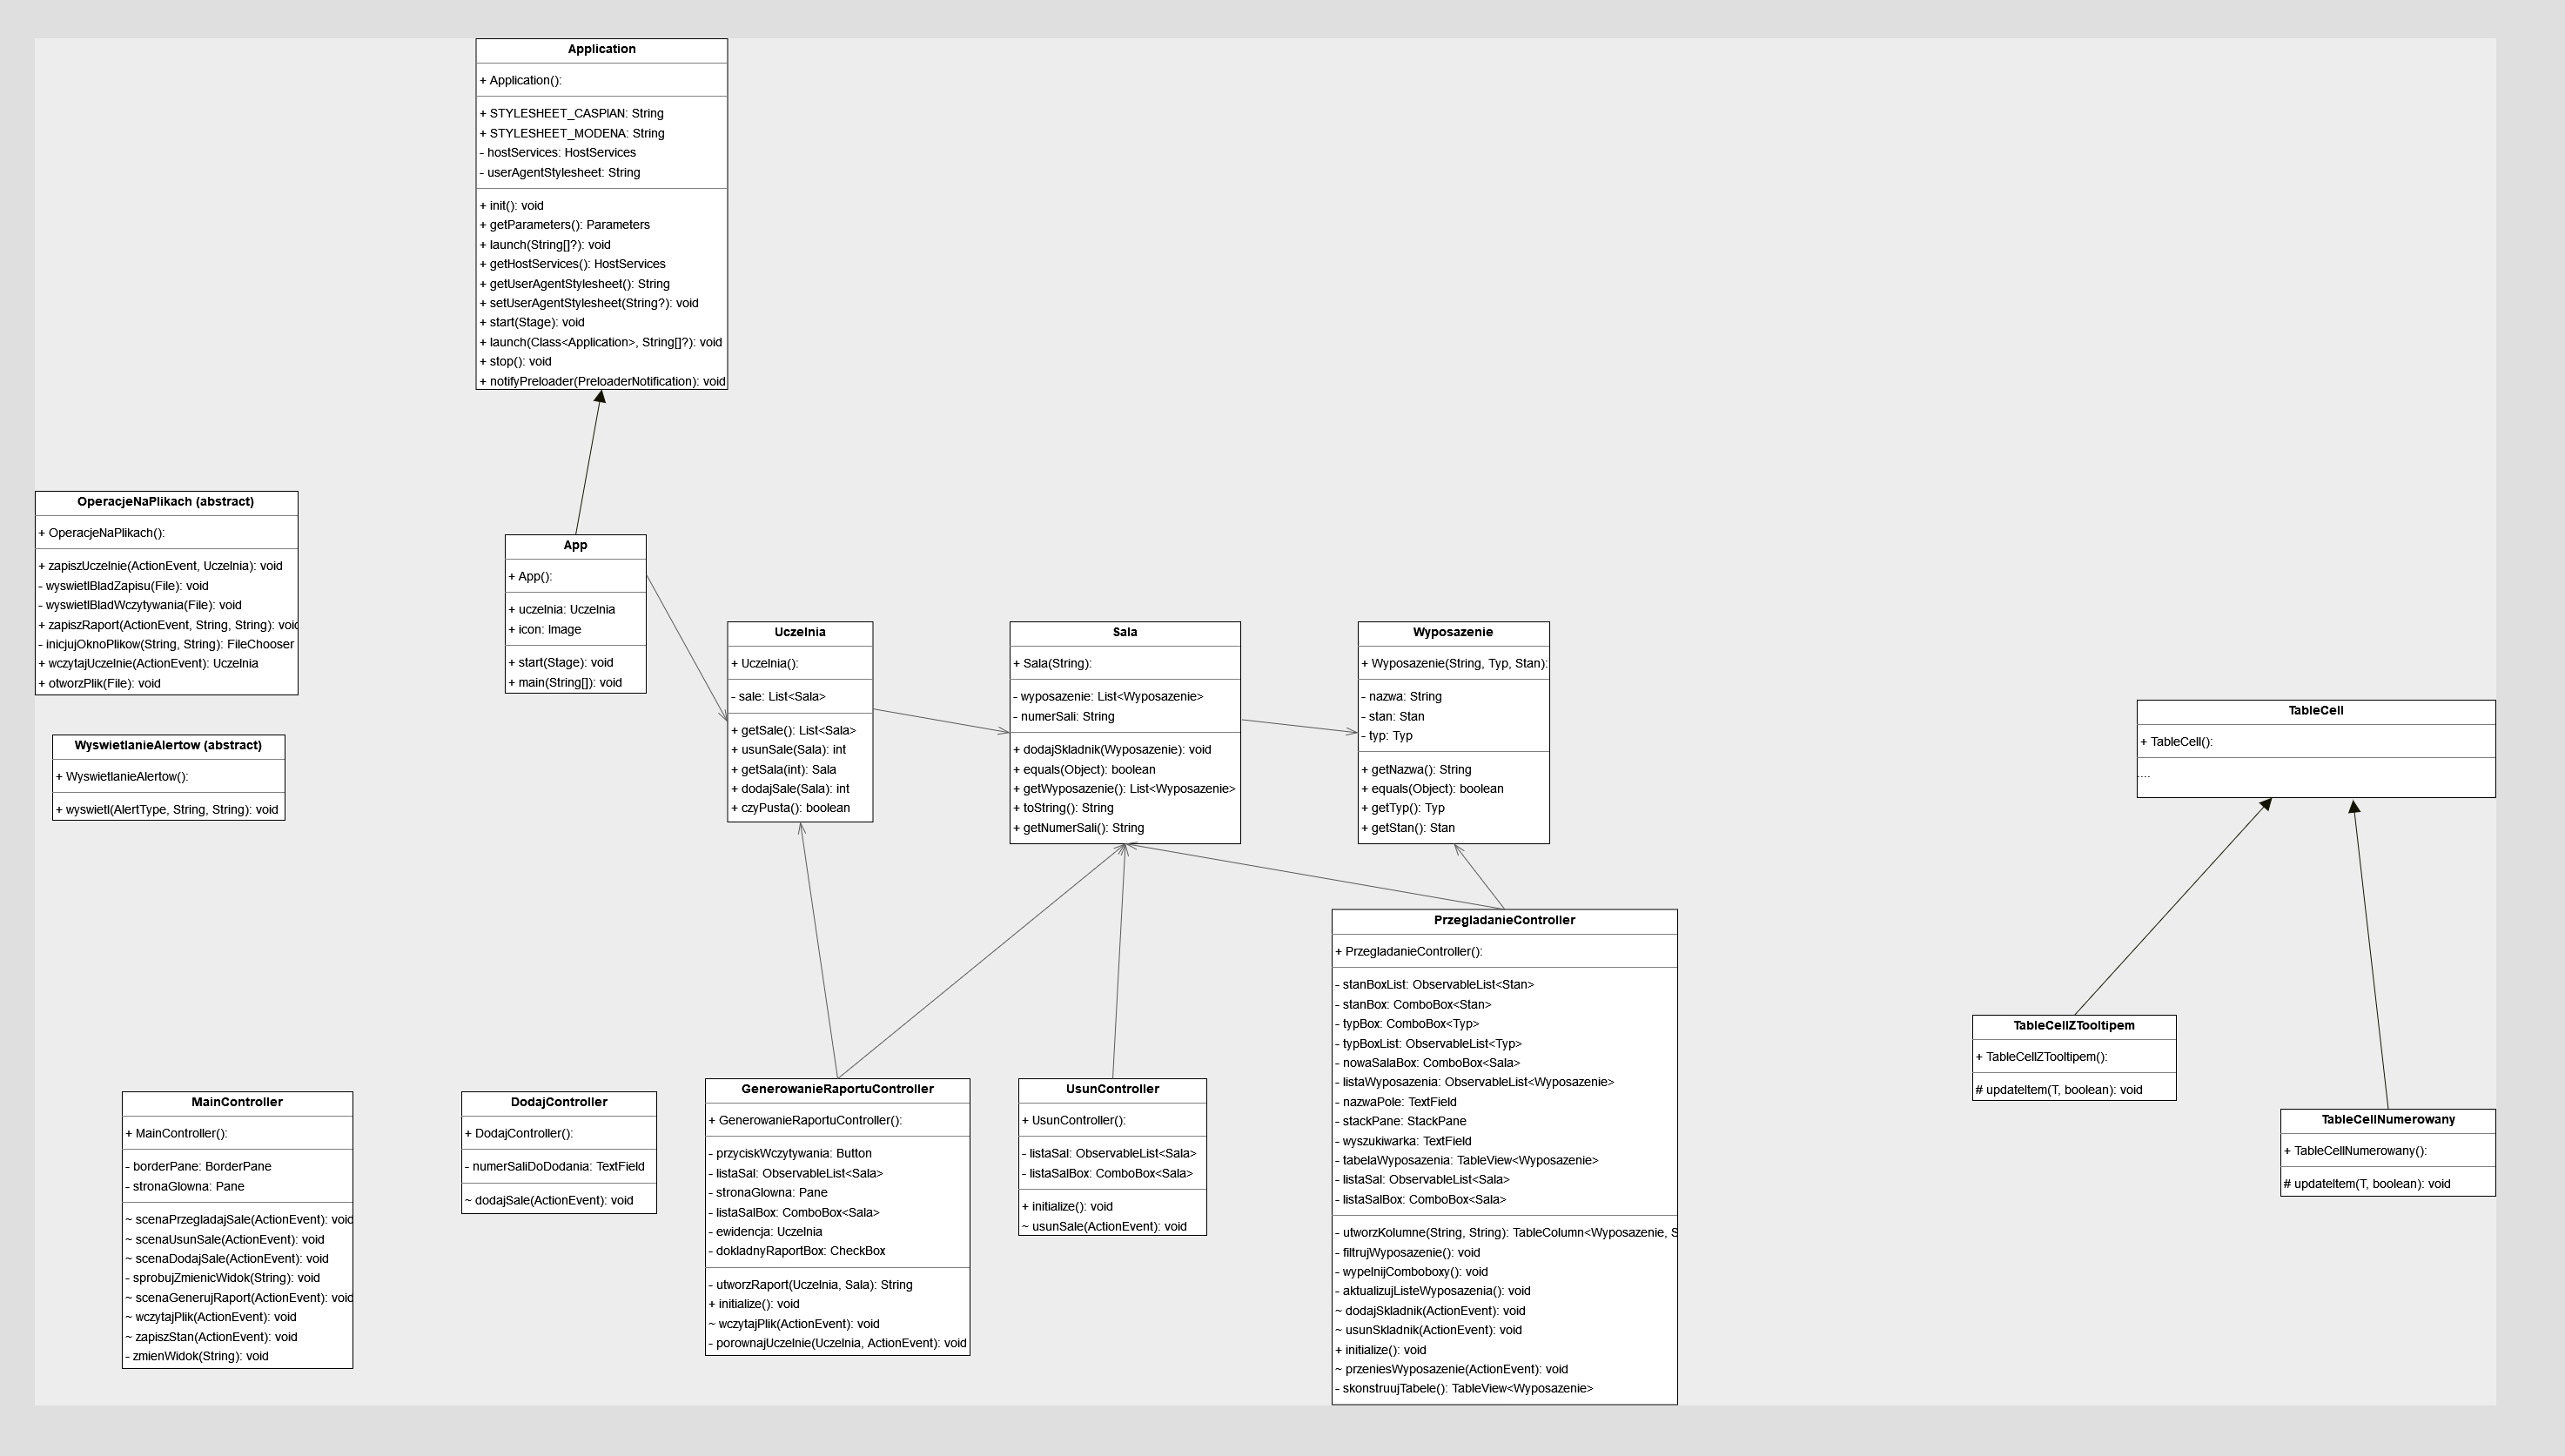 Application
+ Application():
+ STYLESHEET_CASPIAN: String
+ STYLESHEET_MODENA: String
- hostServices: HostServices
- userAgentStylesheet: String
+ init(): void
+ getParameters(): Parameters
+ launch(String[]?): void
+ getHostServices(): HostServices
+ getUserAgentStylesheet(): String
+ setUserAgentStylesheet(String?): void
+ start(Stage): void
+ launch(Class<Application>, String[]?): void
+ stop(): void
+ notifyPreloader(PreloaderNotification): void
OperacjeNaPlikach (abstract)
+ OperacjeNaPlikach():
+ zapiszUczelnie(ActionEvent, Uczelnia): void
- wyswietlBladZapisu(File): void
- wyswietlBladWczytywania(File): void
+ zapiszRaport(ActionEvent, String, String): void
- inicjujOknoPlikow(String, String): FileChooser
+ wczytajUczelnie(ActionEvent): Uczelnia
+ otworzPlik(File): void
App
+ App():
+ uczelnia: Uczelnia
+ icon: Image
+ start(Stage): void
+ main(String[]): void
WyswietlanieAlertow (abstract)
+ WyswietlanieAlertow():
+ wyswietl(AlertType, String, String): void
Uczelnia
+ Uczelnia():
- sale: List<Sala>
+ getSale(): List<Sala>
+ usunSale(Sala): int
+ getSala(int): Sala
+ dodajSale(Sala): int
+ czyPusta(): boolean
Sala
+ Sala(String):
- wyposazenie: List<Wyposazenie>
- numerSali: String
+ dodajSkladnik(Wyposazenie): void
+ equals(Object): boolean
+ getWyposazenie(): List<Wyposazenie>
+ toString(): String
+ getNumerSali(): String
Wyposazenie
+ Wyposazenie(String, Typ, Stan):
- nazwa: String
- stan: Stan
- typ: Typ
+ getNazwa(): String
+ equals(Object): boolean
+ getTyp(): Typ
+ getStan(): Stan
TableCell
+ TableCell():
....
MainController
+ MainController():
- borderPane: BorderPane
- stronaGlowna: Pane
~ scenaPrzegladajSale(ActionEvent): void
~ scenaUsunSale(ActionEvent): void
~ scenaDodajSale(ActionEvent): void
- sprobujZmienicWidok(String): void
~ scenaGenerujRaport(ActionEvent): void
~ wczytajPlik(ActionEvent): void
~ zapiszStan(ActionEvent): void
- zmienWidok(String): void
DodajController
+ DodajController():
- numerSaliDoDodania: TextField
~ dodajSale(ActionEvent): void
GenerowanieRaportuController
+ GenerowanieRaportuController():
- przyciskWczytywania: Button
- listaSal: ObservableList<Sala>
- stronaGlowna: Pane
- listaSalBox: ComboBox<Sala>
- ewidencja: Uczelnia
- dokladnyRaportBox: CheckBox
- utworzRaport(Uczelnia, Sala): String
+ initialize(): void
~ wczytajPlik(ActionEvent): void
- porownajUczelnie(Uczelnia, ActionEvent): void
UsunController
+ UsunController():
- listaSal: ObservableList<Sala>
- listaSalBox: ComboBox<Sala>
+ initialize(): void
~ usunSale(ActionEvent): void
PrzegladanieController
+ PrzegladanieController():
- stanBoxList: ObservableList<Stan>
- stanBox: ComboBox<Stan>
- typBox: ComboBox<Typ>
- typBoxList: ObservableList<Typ>
- nowaSalaBox: ComboBox<Sala>
- listaWyposazenia: ObservableList<Wyposazenie>
- nazwaPole: TextField
- stackPane: StackPane
- wyszukiwarka: TextField
- tabelaWyposazenia: TableView<Wyposazenie>
- listaSal: ObservableList<Sala>
- listaSalBox: ComboBox<Sala>
- utworzKolumne(String, String): TableColumn<Wyposazenie, S
- filtrujWyposazenie(): void
- wypelnijComboboxy(): void
- aktualizujListeWyposazenia(): void
~ dodajSkladnik(ActionEvent): void
~ usunSkladnik(ActionEvent): void
+ initialize(): void
~ przeniesWyposazenie(ActionEvent): void
- skonstruujTabele(): TableView<Wyposazenie>
TableCellZTooltipem
+ TableCellZTooltipem():
# updateItem(T, boolean): void
TableCellNumerowany
+ TableCellNumerowany():
# updateItem(T, boolean): void